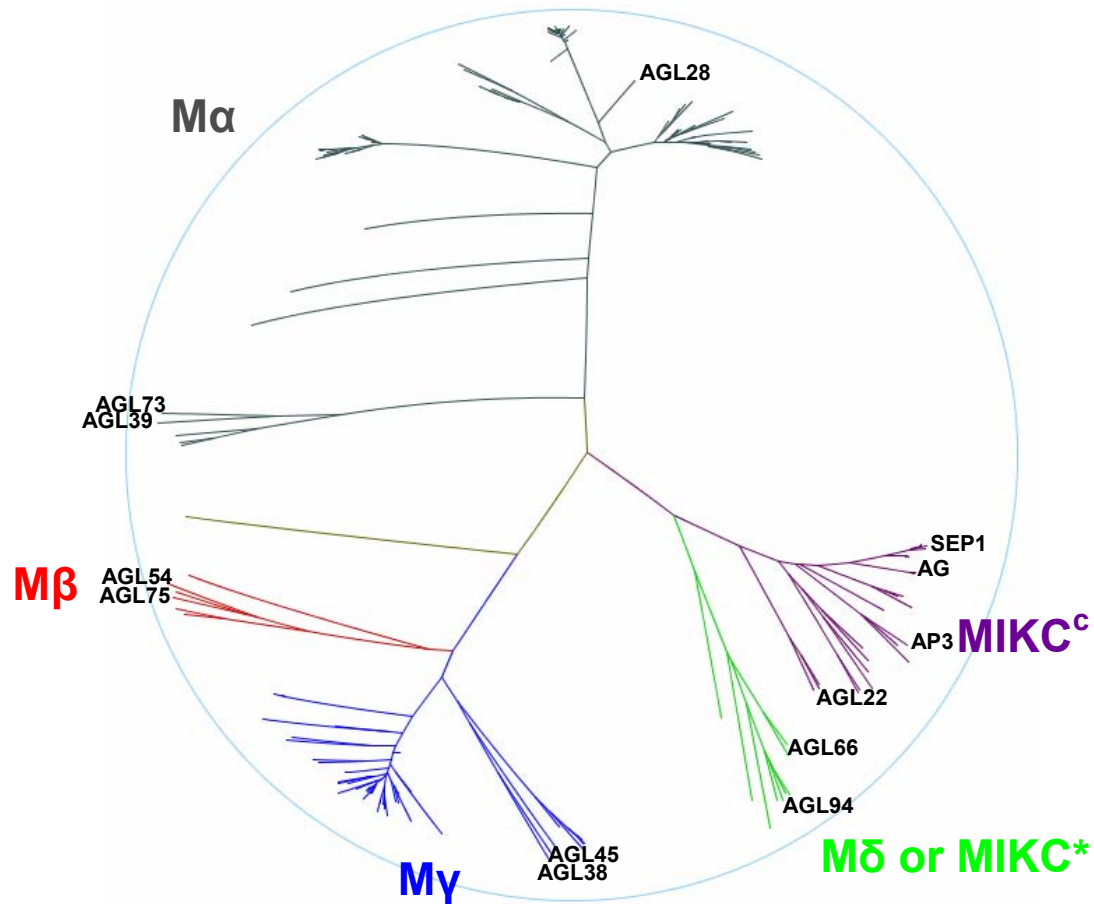 AGL28
Mα
AGL73
AGL39
SEP1
AG
AGL54
Mβ
AGL75
AP3
MIKCᶜ
AGL22
AGL66
AGL94
AGL45
Mδ or MIKC*
AGL38
Mγ